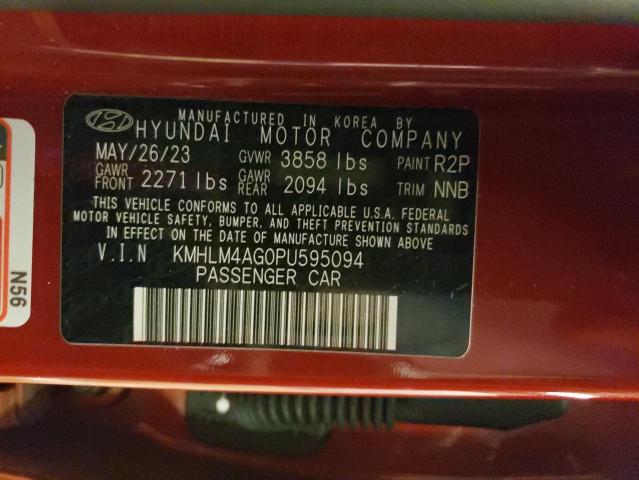 MANUFACTURED IN KOREA BY
HYUNDAI MOTOR COMPANY
MAY/26/23 GVWR 3858 lbs PAINT R2P
GAWR FRONT 2271 lbs GAWR REAR 2094 lbs TRIM NNB
THIS VEHICLE CONFORMS TO ALL APPLICABLE U.S.A. FEDERAL
MOTOR VEHICLE SAFETY, BUMPER, AND THEFT PREVENTION STANDARDS
IN EFFECT ON THE DATE OF MANUFACTURE SHOWN ABOVE
V.I.N KMHLM4AG0PU595094
PASSENGER CAR
N56